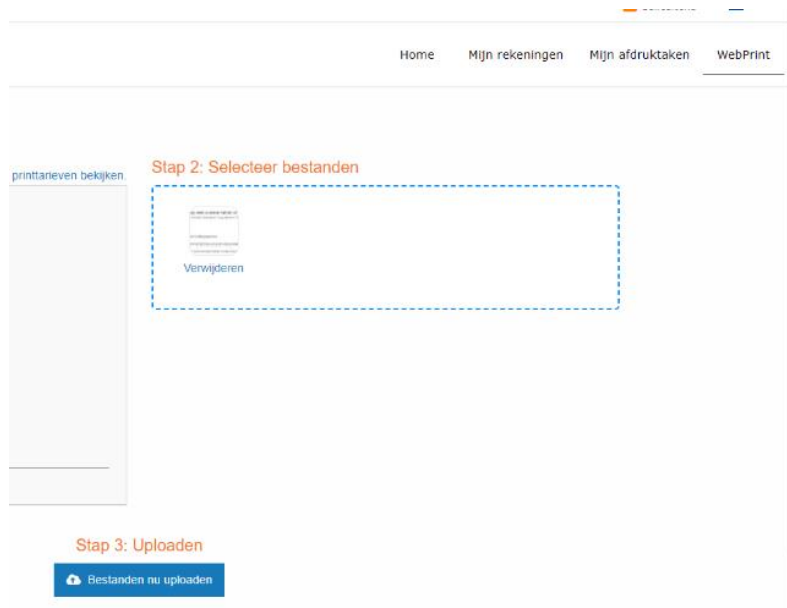 Home Mijn rekeningen Mijn afdruktaken WebPrint
printtarieven bekijken.
Stap 2: Selecteer bestanden
Verwijderen
Stap 3: Uploaden
Bestanden nu uploaden